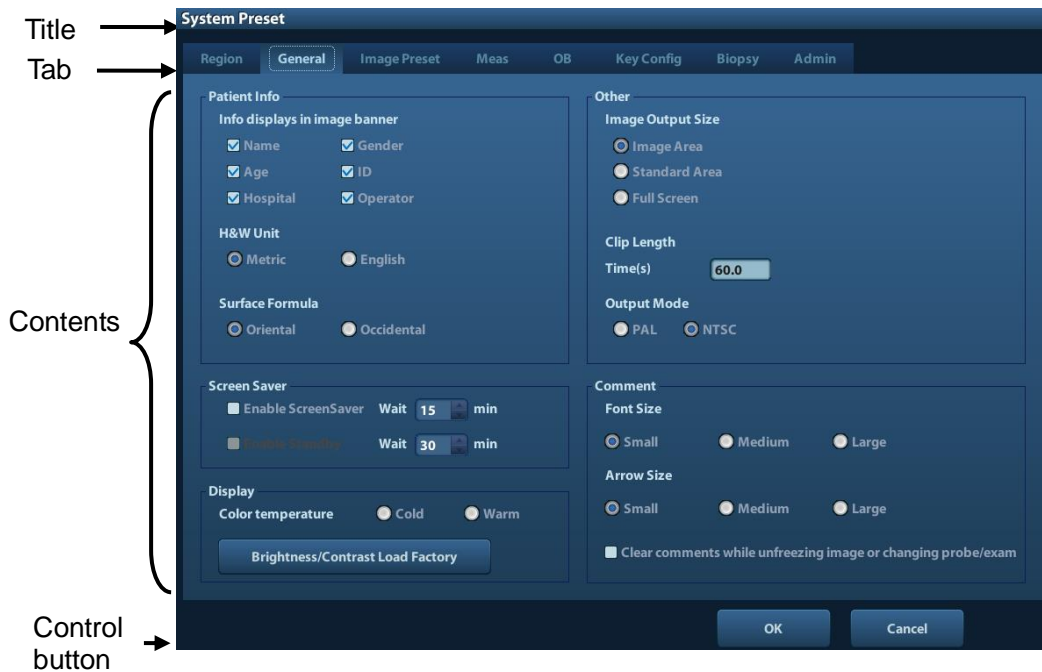 Title
System Preset
Tab
Region General Image Preset Meas OB Key Config Biopsy Admin
Contents
Patient Info
Info displays in image banner
Name Gender
Age ID
Hospital Operator
H&W Unit
Metric English
Surface Formula
Oriental Occidental
Screen Saver
Enable ScreenSaver Wait 15 min
Enable Standby Wait 30 min
Display
Color temperature Cold Warm
Brightness/Contrast Load Factory
Other
Image Output Size
Image Area
Standard Area
Full Screen
Clip Length
Time(s) 60.0
Output Mode
PAL NTSC
Comment
Font Size
Small Medium Large
Arrow Size
Small Medium Large
Clear comments while unfreezing image or changing probe/exam
Control
button
OK Cancel